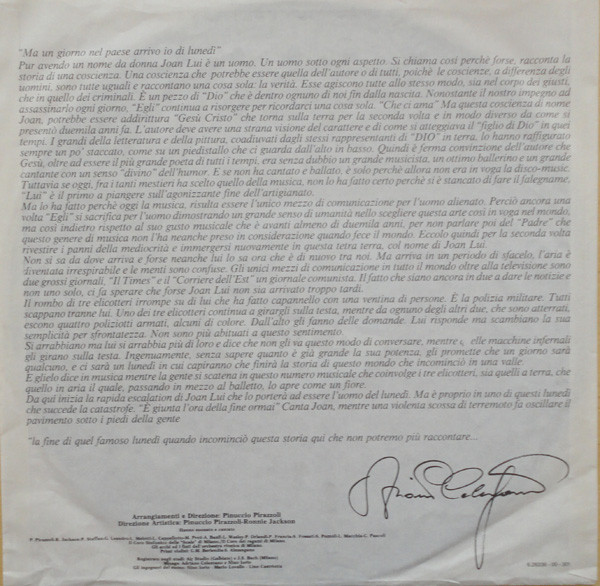 "Ma un giorno nel paese arrivo io di lunedì"
Pur avendo un nome da donna Joan Lui è un uomo. Un uomo sotto ogni aspetto. Si chiama così perchè forse, racconta la
storia di una coscienza. Una coscienza che potrebbe essere quella dell'autore o di tutti, poichè le coscienze, a differenza degli
uomini, sono tutte uguali e raccontano una cosa sola: la verità. Esse agiscono tutte allo stesso modo, sia nel corpo dei giusti,
che in quello dei criminali. È un pezzo di "Dio" che è dentro ognuno di noi fin dalla nascita. Nonostante il nostro impegno ad
assassinarlo ogni giorno, "Egli" continua a risorgere per ricordarci una cosa sola. "Che ci ama" Ma questa coscienza di nome
Joan, potrebbe essere addirittura "Gesù Cristo" che torna sulla terra per la seconda volta e in modo diverso da come si
presentò duemila anni fa. L'autore deve avere una strana visione del carattere e di come si atteggiava il "figlio di Dio" in quei
tempi. I grandi della letteratura e della pittura, coadiuvati dagli stessi rappresentanti di "DIO" in terra, lo hanno raffigurato
sempre un po' staccato, come su un piedistallo che ci guarda dall'alto in basso. Quindi è ferma convinzione dell'autore che
Gesù, oltre ad essere il più grande poeta di tutti i tempi, era senza dubbio un grande musicista, un ottimo ballerino e un grande
cantante con un senso "divino" dell'humor. E se non ha cantato e ballato, è solo perchè allora non era in voga la disco-music.
Tuttavia se oggi, fra i tanti mestieri ha scelto quello della musica, non lo ha fatto certo perchè si è stancato di fare il falegname,
"Lui" è il primo a piangere sull'agonizzante fine dell'artigianato.
Ma lo ha fatto perchè oggi la musica, risulta essere l'unico mezzo di comunicazione per l'uomo alienato. Perciò ancora una
volta "Egli" si sacrifica per l'uomo dimostrando un grande senso di umanità nello scegliere questa arte così in voga nel mondo,
ma così indietro rispetto al suo gusto musicale che è avanti almeno di duemila anni, per non parlare poi del "Padre" che
questo genere di musica non l'ha neanche preso in considerazione quando fece il mondo. Eccolo quindi per la seconda volta
rivestire i panni della mediocrità e immergersi nuovamente in questa tetra terra, col nome di Joan Lui.
Non si sa da dove arriva e forse neanche lui lo sa ora che è di nuovo tra noi. Ma arriva in un periodo di sfacelo, l'aria è
diventata irrespirabile e le menti sono confuse. Gli unici mezzi di comunicazione in tutto il mondo oltre alla televisione sono
due grossi giornali, "Il Times" e il "Corriere dell'Est" un giornale comunista. Il fatto che siano ancora in due a dare le notizie e
non uno solo, ci fa sperare che forse Joan Lui non sia arrivato troppo tardi.
Il rombo di tre elicotteri irrompe su di lui che ha fatto capannello con una ventina di persone. È la polizia militare. Tutti
scappano tranne lui. Uno dei tre elicotteri continua a girargli sulla testa, mentre da ognuno degli altri due, che sono atterrati,
escono quattro poliziotti armati, alcuni di colore. Dall'alto gli fanno delle domande. Lui risponde ma scambiano la sua
semplicità per sfrontatezza. Non sono più abituati a questo sentimento.
Si arrabbiano ma lui si arrabbia più di loro e dice che non gli va questo modo di conversare, mentre elle macchine infernali
gli girano sulla testa. Ingenuamente, senza sapere quanto è già grande la sua potenza, gli promette che un giorno sarà
qualcuno, e ci sarà un lunedì in cui capiranno che finirà la storia di questo mondo che incominciò in una valle.
E glielo dice in musica mentre la gente si scatena in questo numero musicale che coinvolge i tre elicotteri, sia quelli a terra, che
quello in aria il quale, passando in mezzo al balletto, lo apre come un fiore.
Da qui inizia la rapida escalation di Joan Lui che lo porterà ad essere l'uomo del lunedì. Ma è proprio in uno di questi lunedì
che succede la catastrofe. "È giunta l'ora della fine ormai" Canta Joan, mentre una violenta scossa di terremoto fa oscillare il
pavimento sotto i piedi della gente
"la fine di quel famoso lunedì quando incominciò questa storia qui che non potremo più raccontare...
Arrangiamenti e Direzione: Pinuccio Pirazzoli
Direzione Artistica: Pinuccio Pirazzoli-Ronnie Jackson